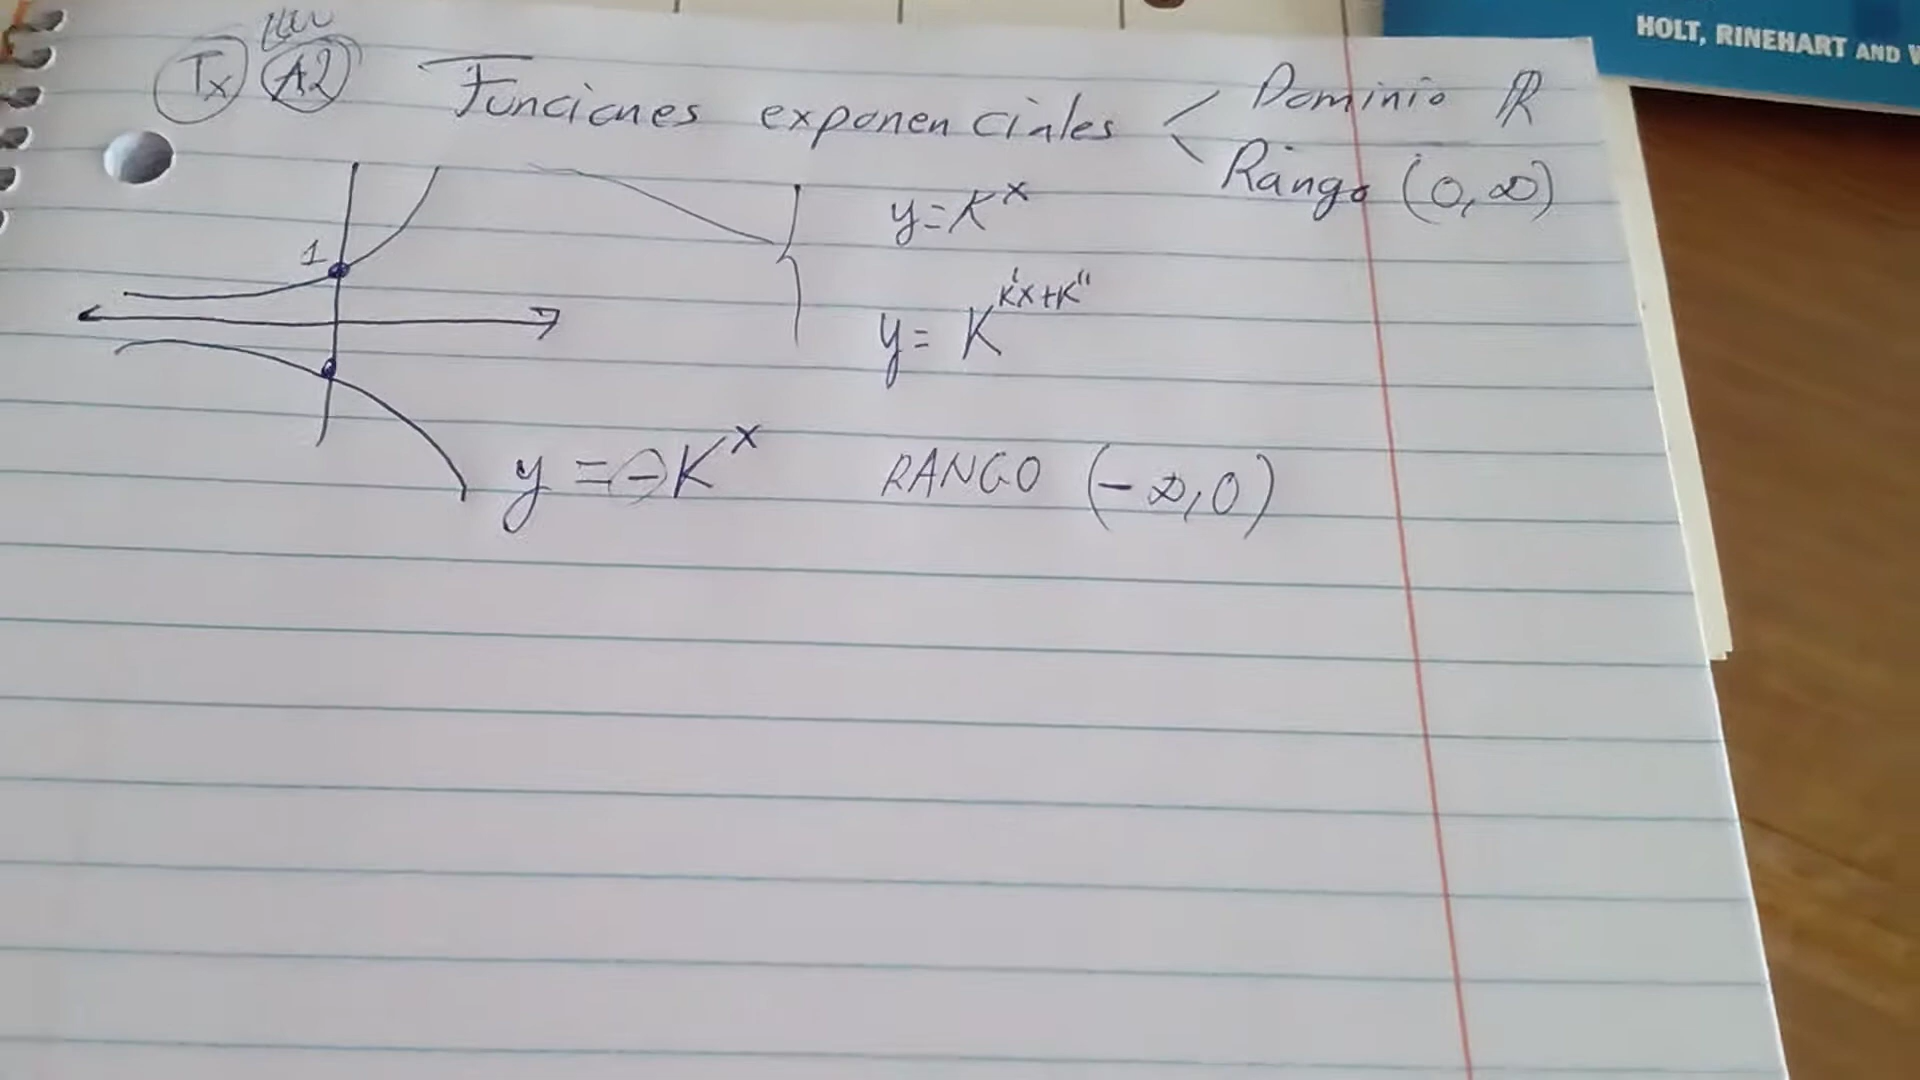 HOLT, RINEHART AND
Tx A2 Funciones exponenciales < Dominio ℝ
Rango (0,∞)
y=K^x
1
y=K^{K'x+K''}
y=-K^x RANGO (-∞,0)